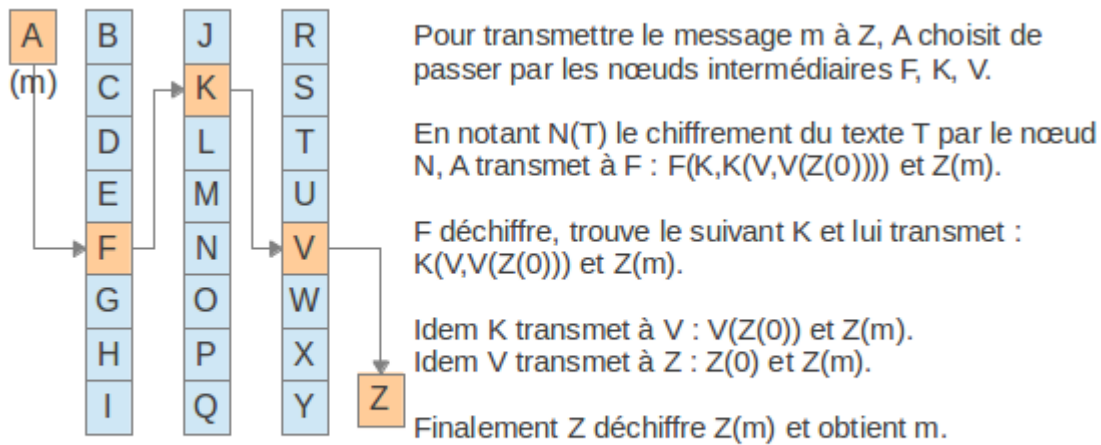 A
(m)
B
C
D
E
F
G
H
I
J
K
L
M
N
O
P
Q
R
S
T
U
V
W
X
Y
Z
Pour transmettre le message m à Z, A choisit de
passer par les nœuds intermédiaires F, K, V.
En notant N(T) le chiffrement du texte T par le nœud
N, A transmet à F : F(K,K(V,V(Z(0)))) et Z(m).
F déchiffre, trouve le suivant K et lui transmet :
K(V,V(Z(0))) et Z(m).
Idem K transmet à V : V(Z(0)) et Z(m).
Idem V transmet à Z : Z(0) et Z(m).
Finalement Z déchiffre Z(m) et obtient m.